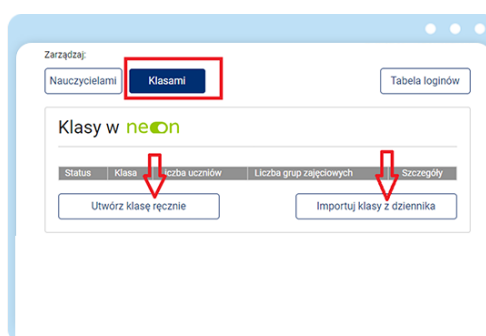 Zarządzaj:
Nauczycielami Klasami Tabela loginów
Klasy w neon
Status Klasa Liczba uczniów Liczba grup zajęciowych Szczegóły
Utwórz klasę ręcznie Importuj klasy z dziennika